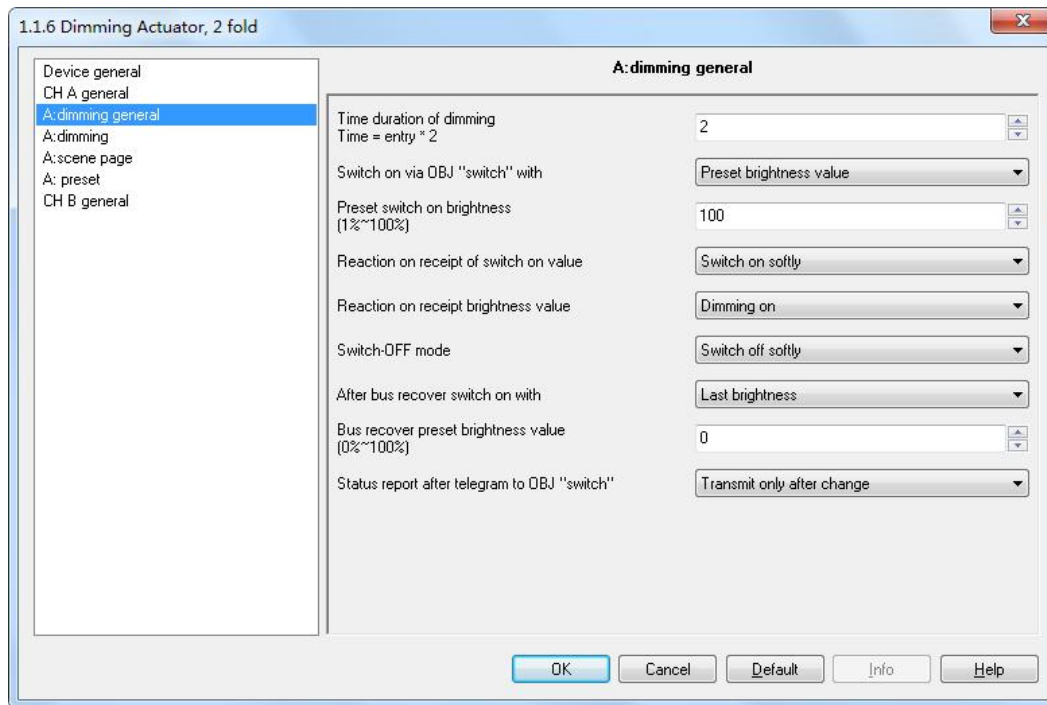 1.1.6 Dimming Actuator, 2 fold
x
Device general
CH A general
A:dimming general
A:dimming
A:scene page
A: preset
CH B general
A:dimming general
Time duration of dimming
Time = entry * 2
2
Switch on via OBJ "switch" with
Preset brightness value
Preset switch on brightness
(1%~100%)
100
Reaction on receipt of switch on value
Switch on softly
Reaction on receipt brightness value
Dimming on
Switch-OFF mode
Switch off softly
After bus recover switch on with
Last brightness
Bus recover preset brightness value
(0%~100%)
0
Status report after telegram to OBJ "switch"
Transmit only after change
OK
Cancel
Default
Info
Help